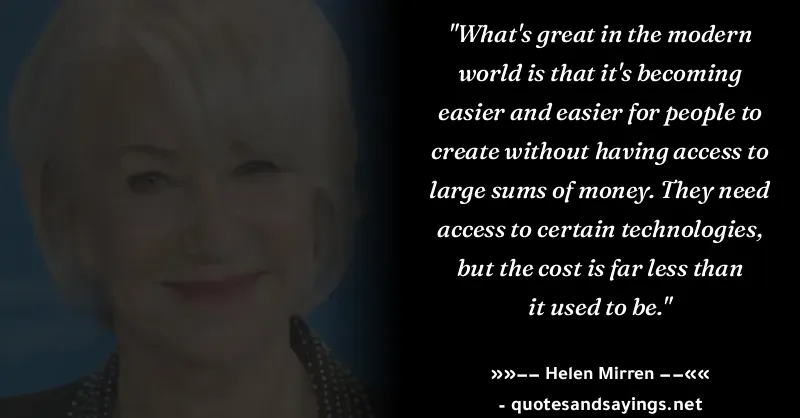 "What's great in the modern
world is that it's becoming
easier and easier for people to
create without having access to
large sums of money. They need
access to certain technologies,
but the cost is far less than
it used to be."
»»–– Helen Mirren ––««
- quotesandsayings.net